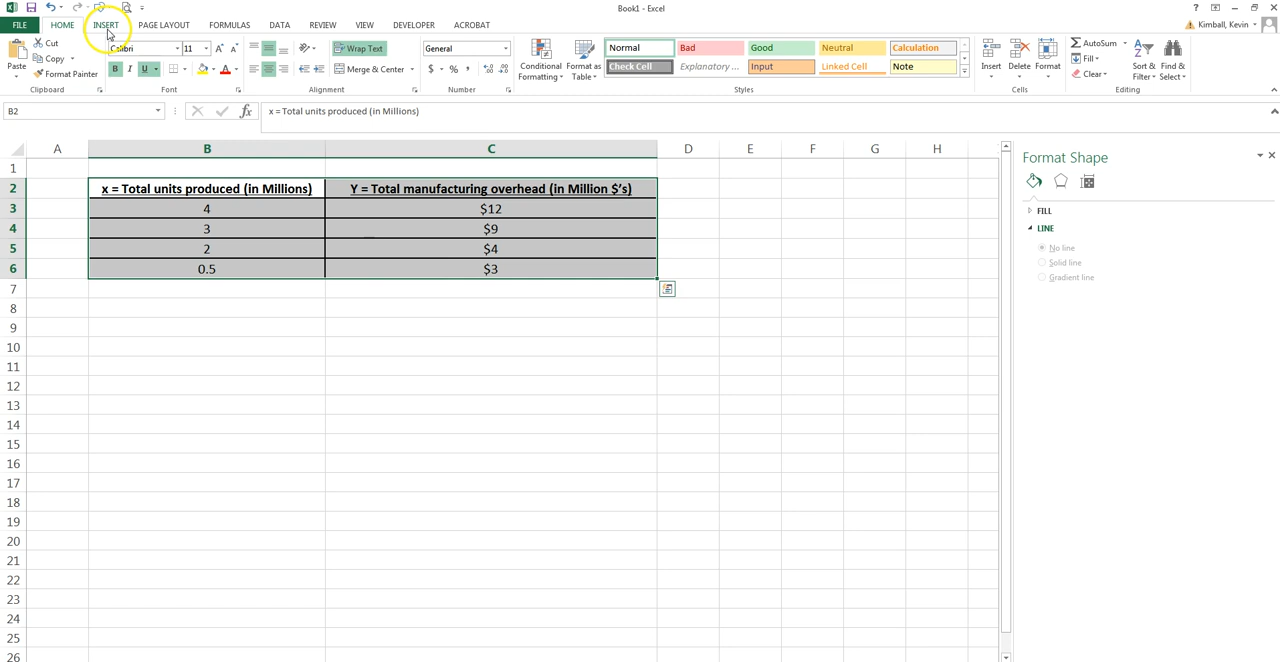 Book1 - Excel
FILE HOME INSERT PAGE LAYOUT FORMULAS DATA REVIEW VIEW DEVELOPER ACROBAT Kimball, Kevin
Cut Calibri 11 Wrap Text General Normal Bad Good Neutral Calculation AutoSum
Copy Fill
Paste Format Painter Merge & Center $ % , Conditional Formatting Format as Table Check Cell Explanatory ... Input Linked Cell Note Insert Delete Format Clear Sort & Filter Find & Select
Clipboard Font Alignment Number Styles Cells Editing
B2 fx x = Total units produced (in Millions)
A B C D E F G H
1
2 x = Total units produced (in Millions) Y = Total manufacturing overhead (in Million $'s)
3 4 $12
4 3 $9
5 2 $4
6 0.5 $3
7
8
9
10
11
12
13
14
15
16
17
18
19
20
21
22
23
24
25
26
Format Shape
FILL
LINE
No line
Solid line
Gradient line